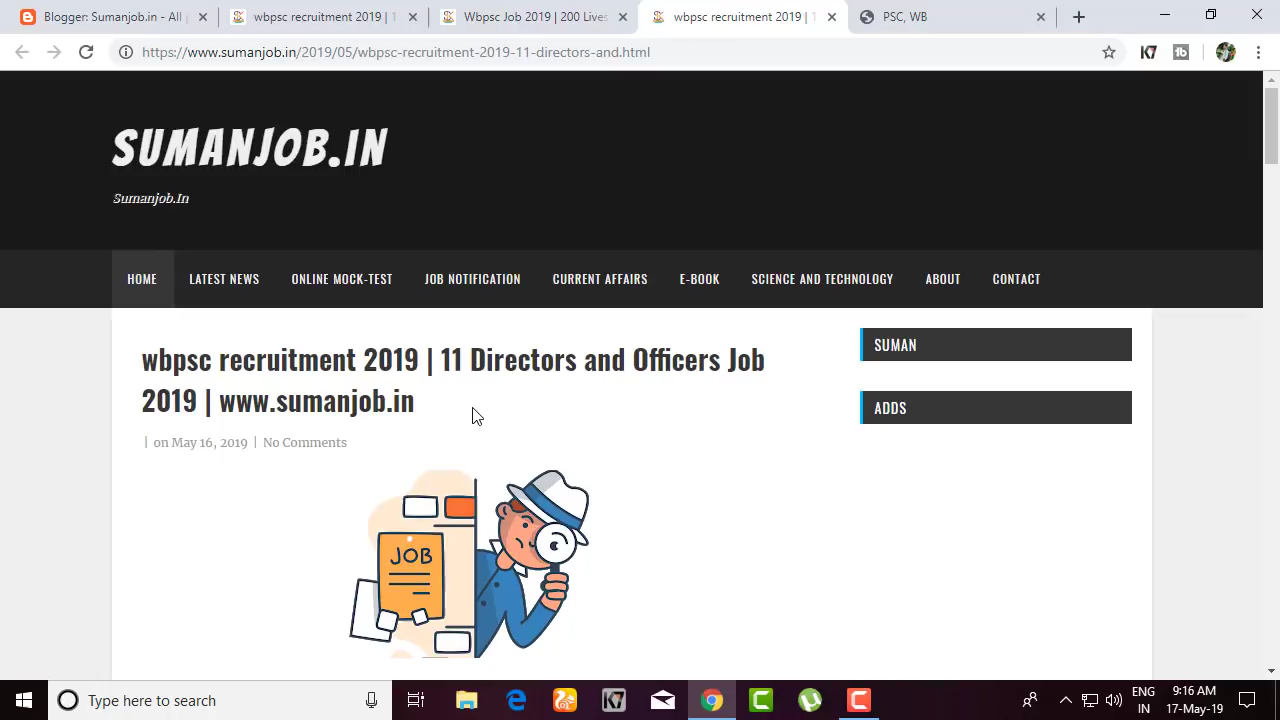 Blogger: Sumanjob.in - All
wbpsc recruitment 2019 |
Wbpsc Job 2019 | 200 Lives
wbpsc recruitment 2019 |
PSC, WB
https://www.sumanjob.in/2019/05/wbpsc-recruitment-2019-11-directors-and.html
K7
tb
SUMANJOB.IN
Sumanjob.In
HOME
LATEST NEWS
ONLINE MOCK-TEST
JOB NOTIFICATION
CURRENT AFFAIRS
E-BOOK
SCIENCE AND TECHNOLOGY
ABOUT
CONTACT
wbpsc recruitment 2019 | 11 Directors and Officers Job
2019 | www.sumanjob.in
| on May 16, 2019 | No Comments
SUMAN
ADDS
JOB
Type here to search
ENG
IN
9:16 AM
17-May-19